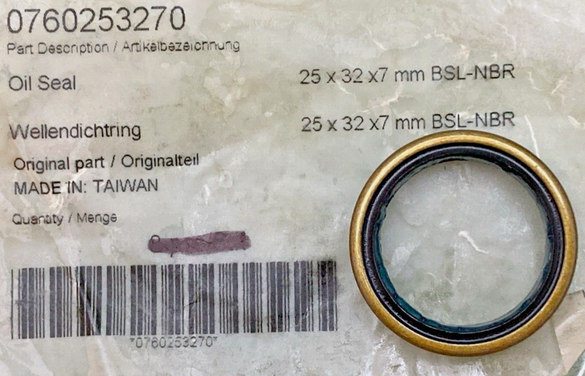 0760253270
Part Description / Artikelbezeichnung
Oil Seal 25 x 32 x7 mm BSL-NBR
Wellendichtring 25 x 32 x7 mm BSL-NBR
Original part / Originalteil
MADE IN: TAIWAN
Quantity / Menge
*0760253270*